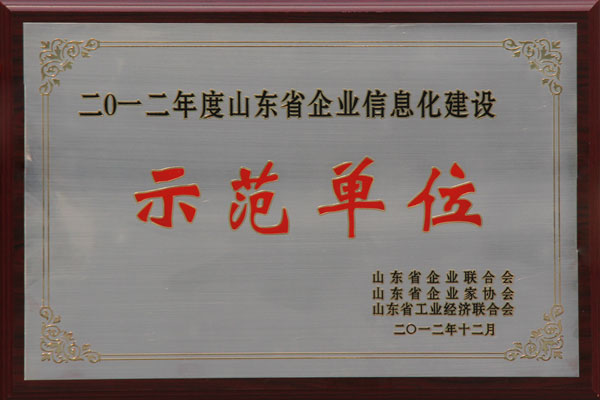 二0一二年度山东省企业信息化建设
示范单位
山东省企业联合会
山东省企业家协会
山东省工业经济联合会
二〇一二年十二月